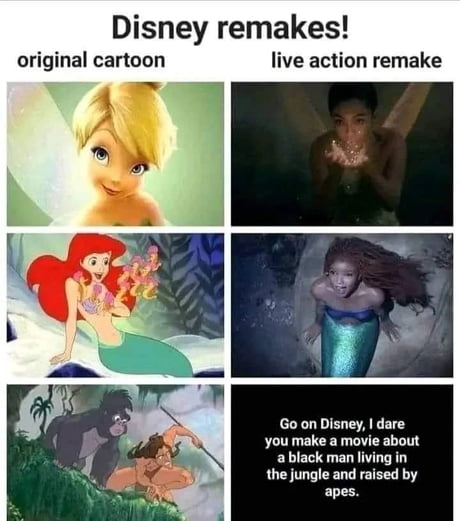 Disney remakes!
original cartoon
live action remake
Go on Disney, I dare
you make a movie about
a black man living in
the jungle and raised by
apes.